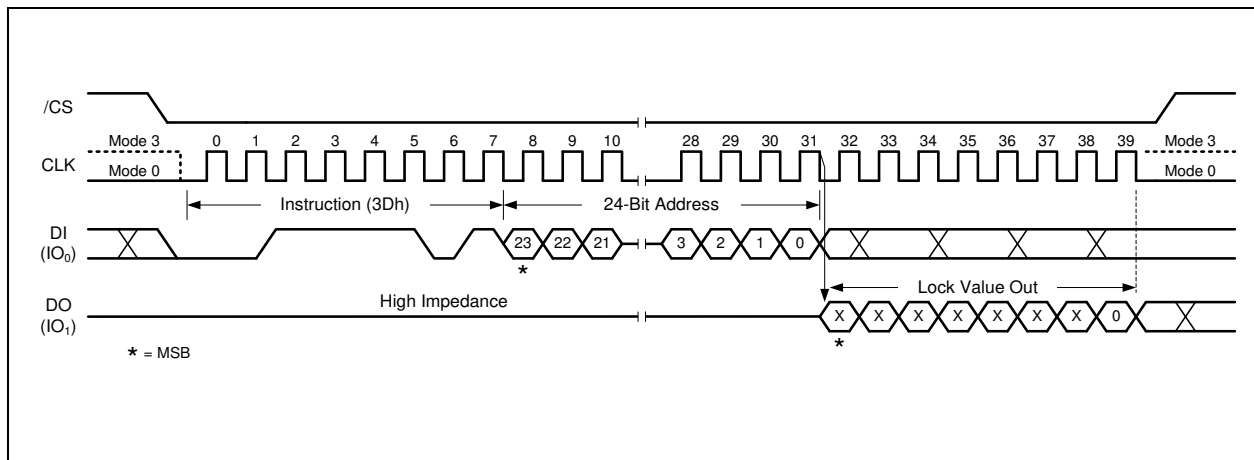 /CS
Mode 3 0 1 2 3 4 5 6 7 8 9 10 28 29 30 31 32 33 34 35 36 37 38 39 Mode 3
CLK
Mode 0 Mode 0
Instruction (3Dh) 24-Bit Address
DI
(IO₀)
23 22 21 3 2 1 0
*
Lock Value Out
High Impedance
DO
(IO₁)
X X X X X X X 0
*
* = MSB